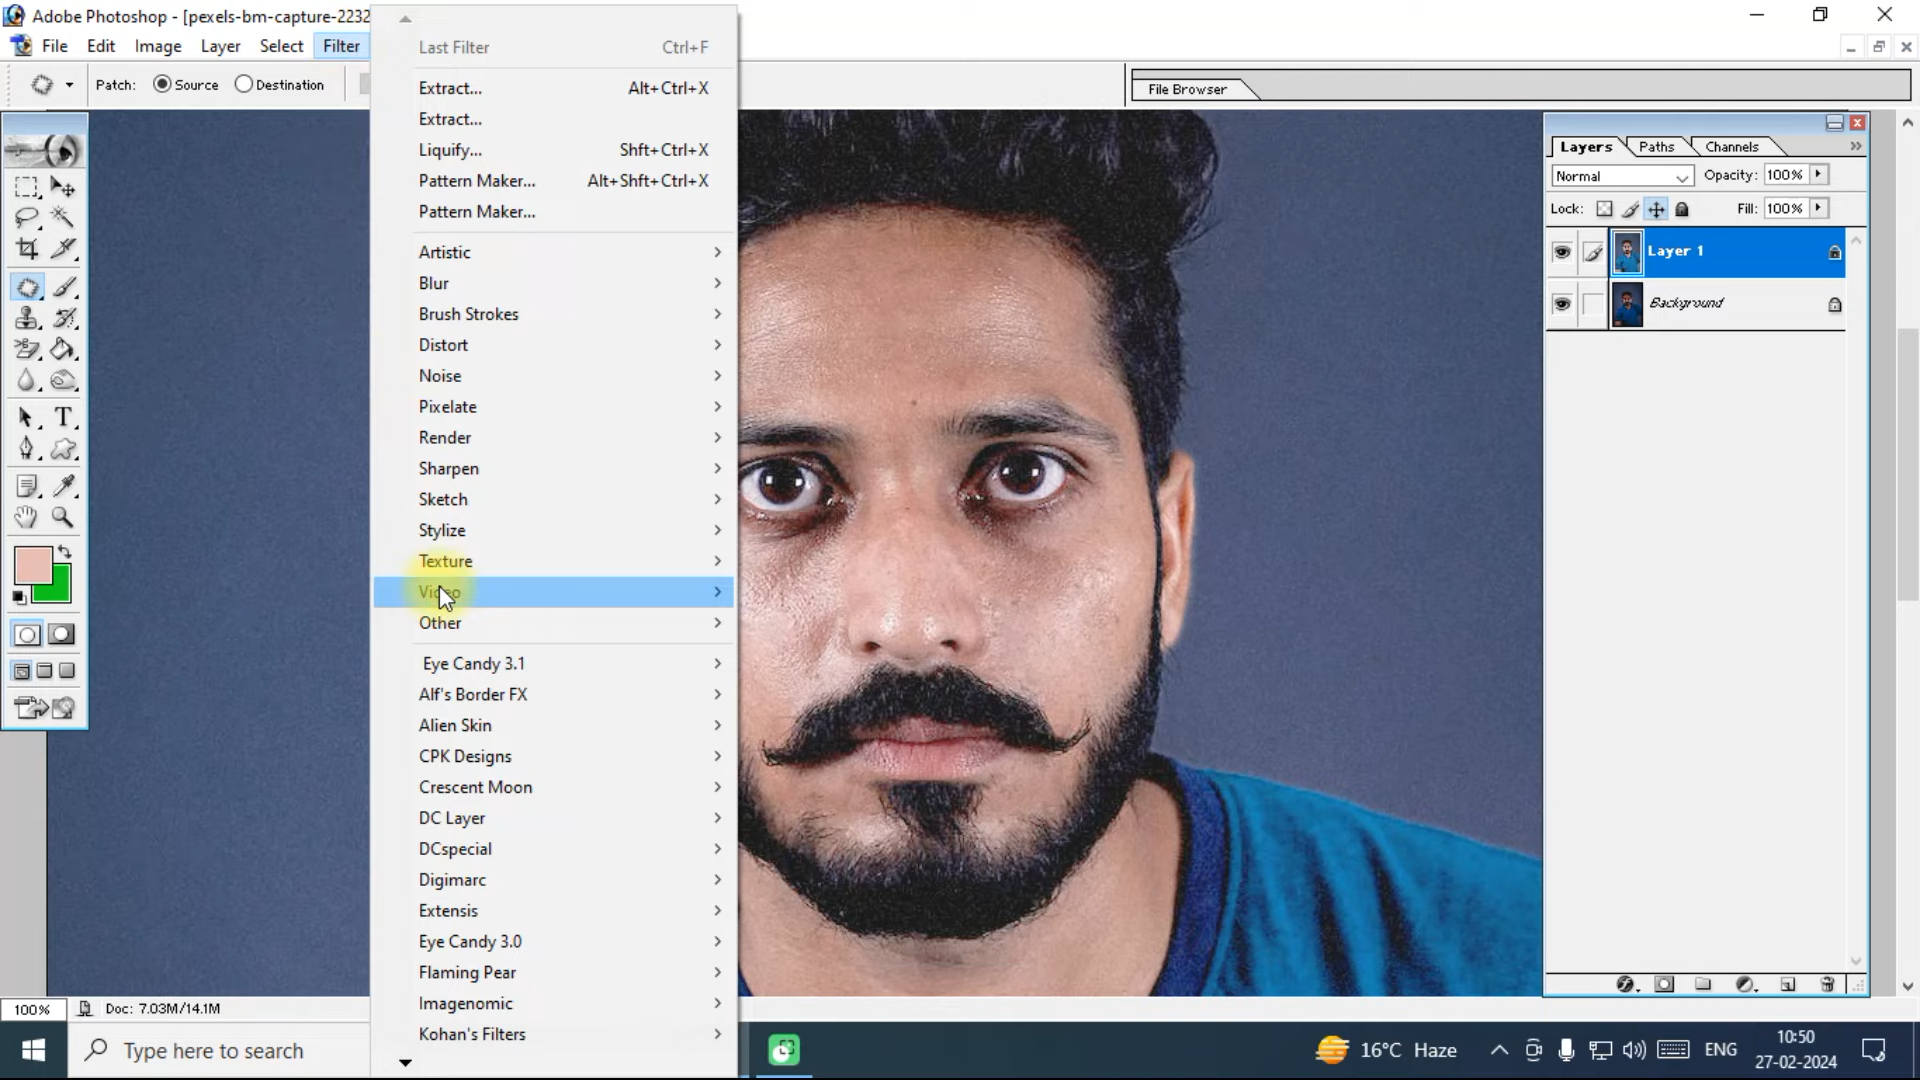 Adobe Photoshop - [pexels-bm-capture-2232
File Edit Image Layer Select Filter
Patch: Source Destination
File Browser
Last Filter Ctrl+F
Extract... Alt+Ctrl+X
Extract...
Liquify... Shft+Ctrl+X
Pattern Maker... Alt+Shft+Ctrl+X
Pattern Maker...
Artistic
Blur
Brush Strokes
Distort
Noise
Pixelate
Render
Sharpen
Sketch
Stylize
Texture
Video
Other
Eye Candy 3.1
Alf's Border FX
Alien Skin
CPK Designs
Crescent Moon
DC Layer
DCspecial
Digimarc
Extensis
Eye Candy 3.0
Flaming Pear
Imagenomic
Kohan's Filters
Layers Paths Channels
Normal Opacity: 100%
Lock: Fill: 100%
Layer 1
Background
100% Doc: 7.03M/14.1M
Type here to search
16°C Haze
ENG
10:50
27-02-2024